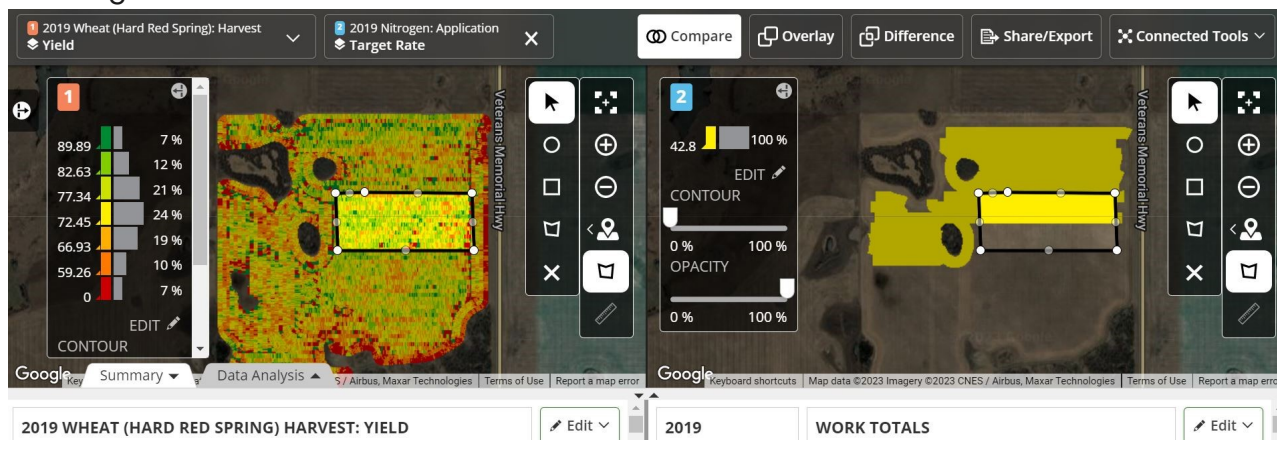 1 2019 Wheat (Hard Red Spring): Harvest
Yield
2 2019 Nitrogen: Application
Target Rate
Compare
Overlay
Difference
Share/Export
Connected Tools
1
89.89
7 %
82.63
12 %
77.34
21 %
72.45
24 %
66.93
19 %
59.26
10 %
0
7 %
EDIT
CONTOUR
Veterans Memorial Hwy
Google
Summary
Data Analysis
S / Airbus, Maxar Technologies
Terms of Use
Report a map error
2
42.8
100 %
EDIT
CONTOUR
0 % 100 %
OPACITY
0 % 100 %
Veterans Memorial Hwy
Google
Keyboard shortcuts
Map data ©2023 Imagery ©2023 CNES / Airbus, Maxar Technologies
Terms of Use
Report a map erro
2019 WHEAT (HARD RED SPRING) HARVEST: YIELD
Edit
2019
WORK TOTALS
Edit